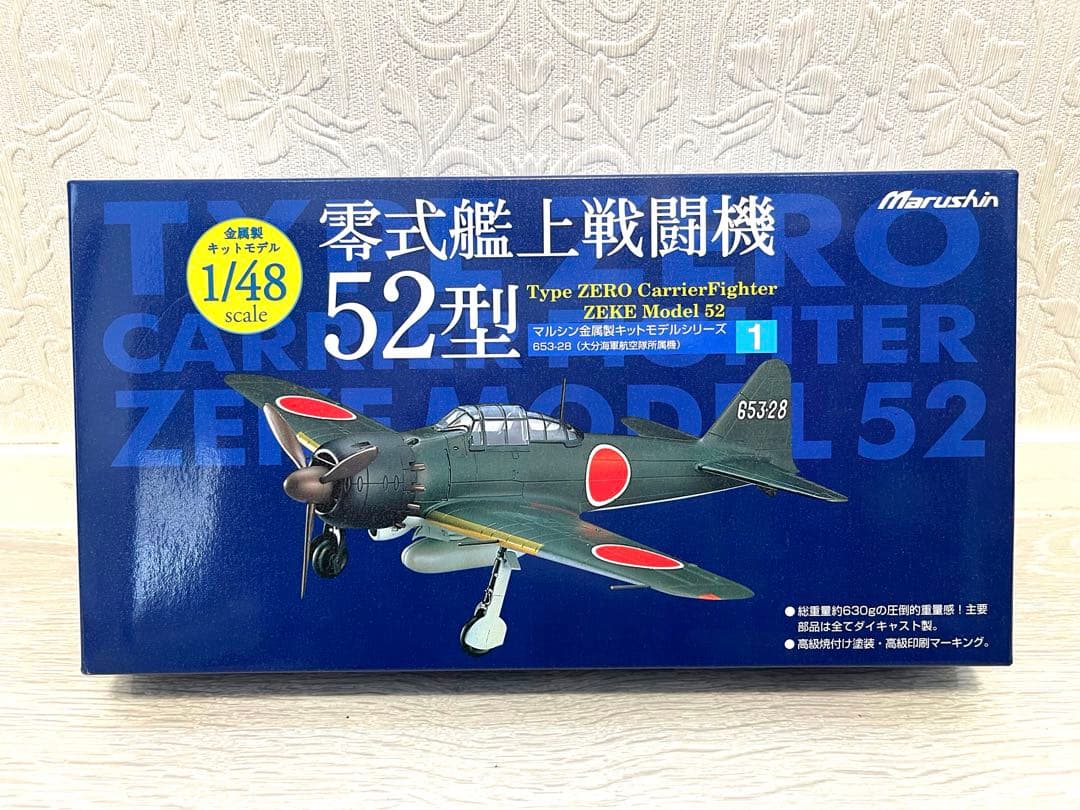 TYPE ZERO
CARRIER FIGHTER
ZEKE MODEL 52
Marushin
金属製
キットモデル
1/48
scale
零式艦上戦闘機
52型
Type ZERO CarrierFighter
ZEKE Model 52
マルシン金属製キットモデルシリーズ
653-28（大分海軍航空隊所属機）
1
653-28
●総重量約630gの圧倒的重量感！主要
部品は全てダイキャスト製。
●高級焼付け塗装・高級印刷マーキング。